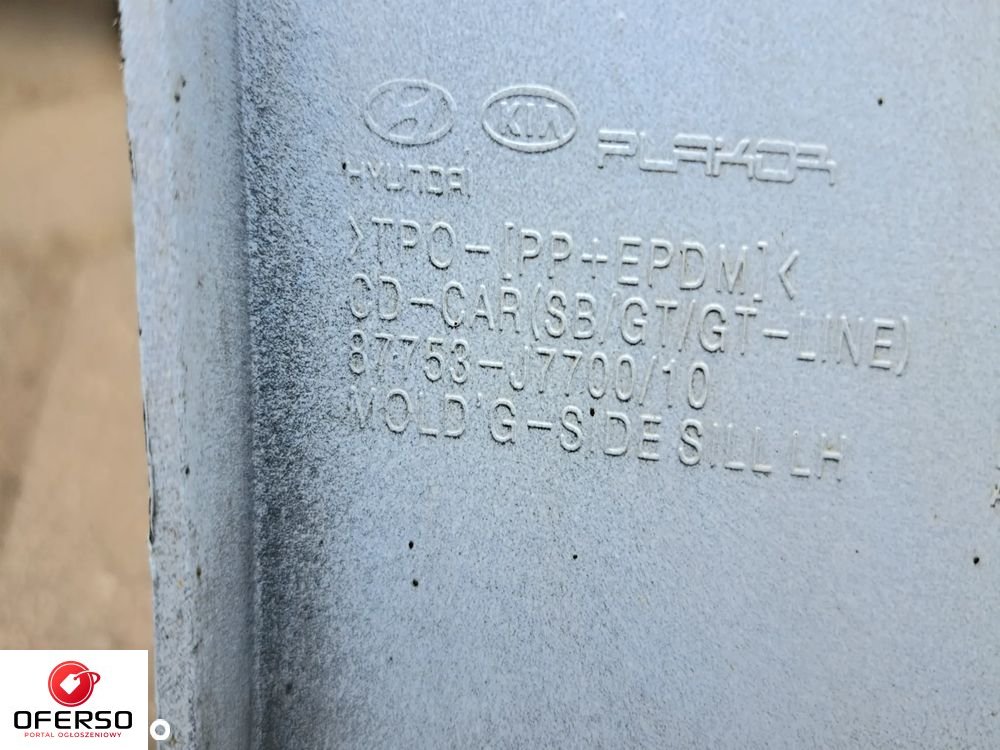 KIA PLAKOR
HYUNDAI
>TPO-[PP+EPDM]<
CD-CAR(SB/GT/GT-LINE)
87753-J7700/10
MOLD'G-SIDE SILL LH
OFERSO
PORTAL OGŁOSZENIOWY